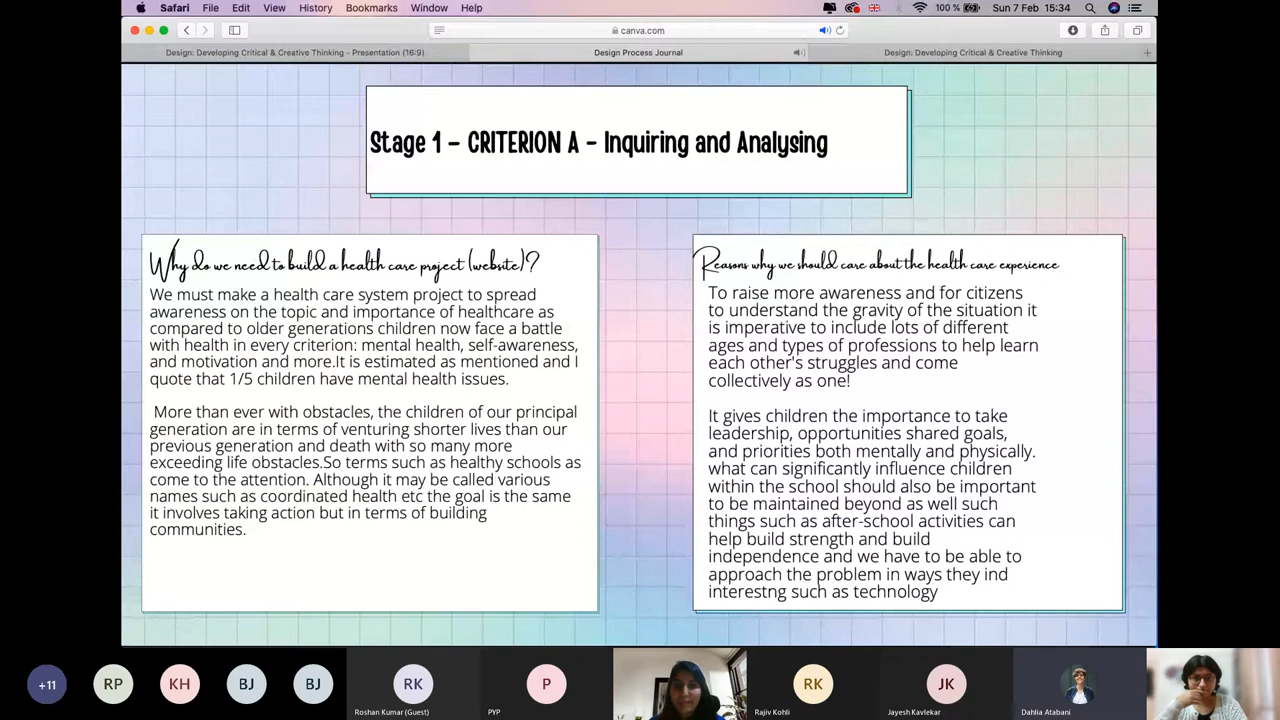 Safari File Edit View History Bookmarks Window Help 100 % Sun 7 Feb 15:34
canva.com
Design: Developing Critical & Creative Thinking - Presentation (16:9) Design Process Journal Design: Developing Critical & Creative Thinking
Stage 1 - CRITERION A - Inquiring and Analysing
Why do we need to build a health care project (website)?
We must make a health care system project to spread
awareness on the topic and importance of healthcare as
compared to older generations children now face a battle
with health in every criterion: mental health, self-awareness,
and motivation and more.It is estimated as mentioned and I
quote that 1/5 children have mental health issues.
More than ever with obstacles, the children of our principal
generation are in terms of venturing shorter lives than our
previous generation and death with so many more
exceeding life obstacles.So terms such as healthy schools as
come to the attention. Although it may be called various
names such as coordinated health etc the goal is the same
it involves taking action but in terms of building
communities.
Reasons why we should care about the health care experience
To raise more awareness and for citizens
to understand the gravity of the situation it
is imperative to include lots of different
ages and types of professions to help learn
each other's struggles and come
collectively as one!
It gives children the importance to take
leadership, opportunities shared goals,
and priorities both mentally and physically.
what can significantly influence children
within the school should also be important
to be maintained beyond as well such
things such as after-school activities can
help build strength and build
independence and we have to be able to
approach the problem in ways they ind
interestng such as technology
+11 RP KH BJ BJ RK P RK JK
Roshan Kumar (Guest) PYP Rajiv Kohli Jayesh Kavlekar Dahlia Atabani